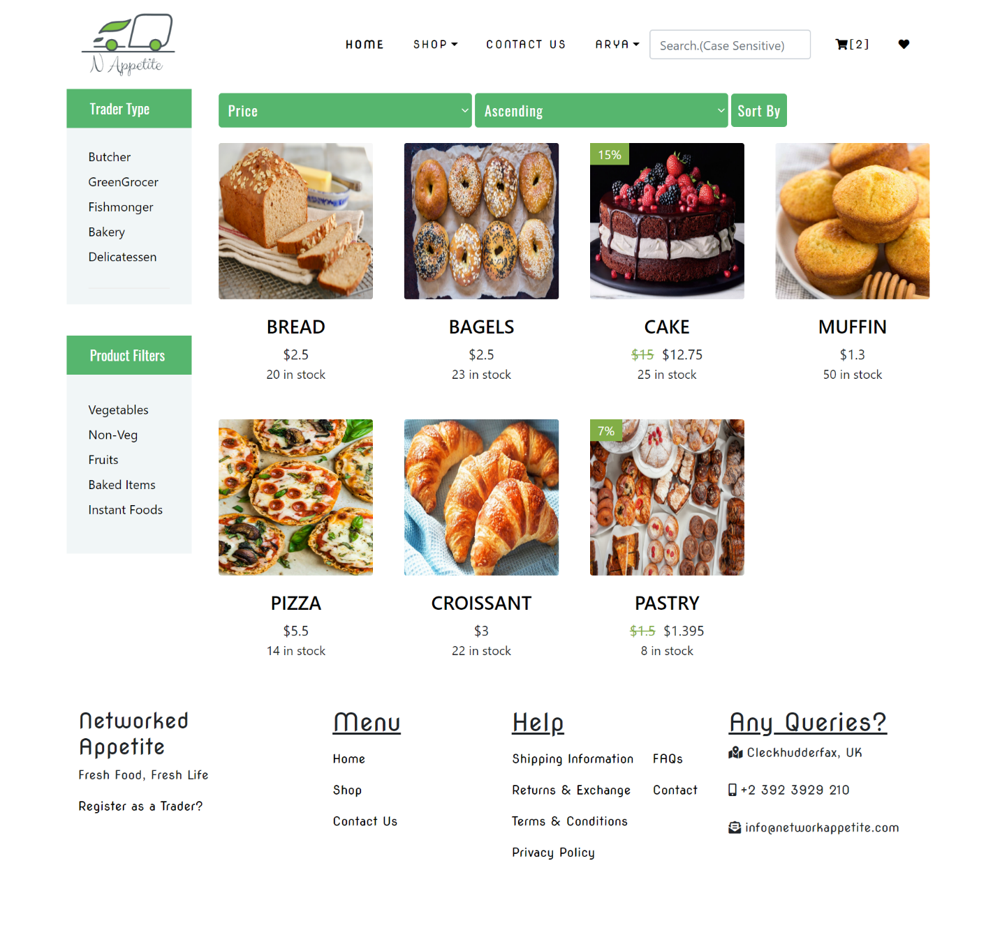 N Appetite
HOME
SHOP
CONTACT US
ARYA
Search.(Case Sensitive)
[2]
Trader Type
Butcher
GreenGrocer
Fishmonger
Bakery
Delicatessen
Product Filters
Vegetables
Non-Veg
Fruits
Baked Items
Instant Foods
Price
Ascending
Sort By
BREAD
$2.5
20 in stock
BAGELS
$2.5
23 in stock
15%
CAKE
$15 $12.75
25 in stock
MUFFIN
$1.3
50 in stock
PIZZA
$5.5
14 in stock
CROISSANT
$3
22 in stock
7%
PASTRY
$1.5 $1.395
8 in stock
Networked
Appetite
Fresh Food, Fresh Life
Register as a Trader?
Menu
Home
Shop
Contact Us
Help
Shipping Information
Returns & Exchange
Terms & Conditions
Privacy Policy
FAQs
Contact
Any Queries?
Cleckhudderfax, UK
+2 392 3929 210
info@networkappetite.com